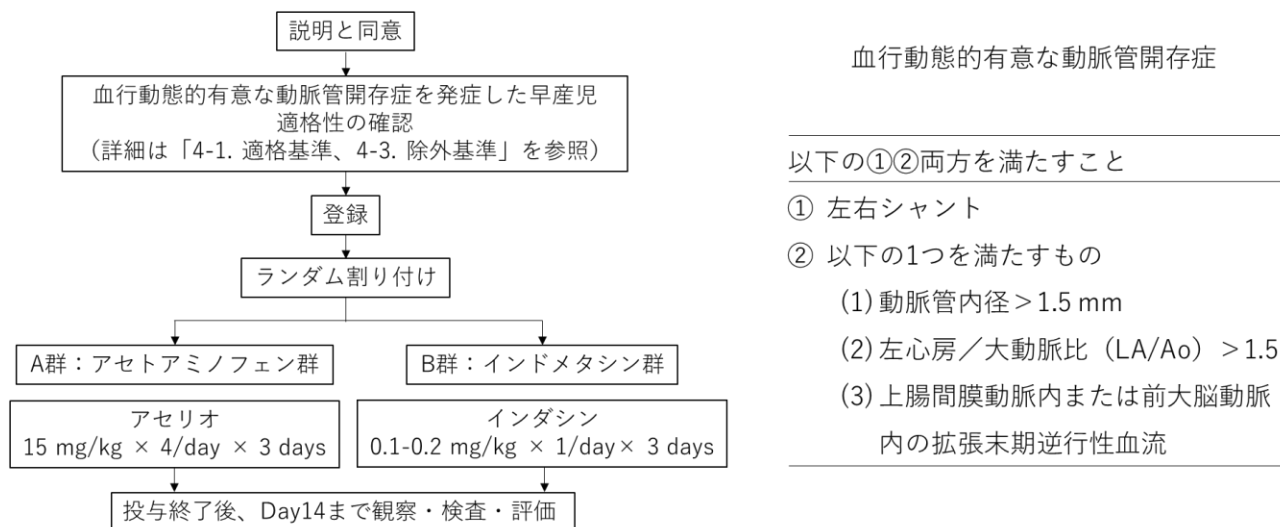 説明と同意
血行動態的有意な動脈管開存症を発症した早産児
適格性の確認
（詳細は「4-1. 適格基準、4-3. 除外基準」を参照）
登録
ランダム割り付け
A群：アセトアミノフェン群
B群：インドメタシン群
アセリオ
15 mg/kg × 4/day × 3 days
インダシン
0.1-0.2 mg/kg × 1/day× 3 days
投与終了後、Day14まで観察・検査・評価
血行動態的有意な動脈管開存症
以下の①②両方を満たすこと
① 左右シャント
② 以下の1つを満たすもの
(1) 動脈管内径＞1.5 mm
(2) 左心房／大動脈比（LA/Ao）＞1.5
(3) 上腸間膜動脈内または前大脳動脈
内の拡張末期逆行性血流